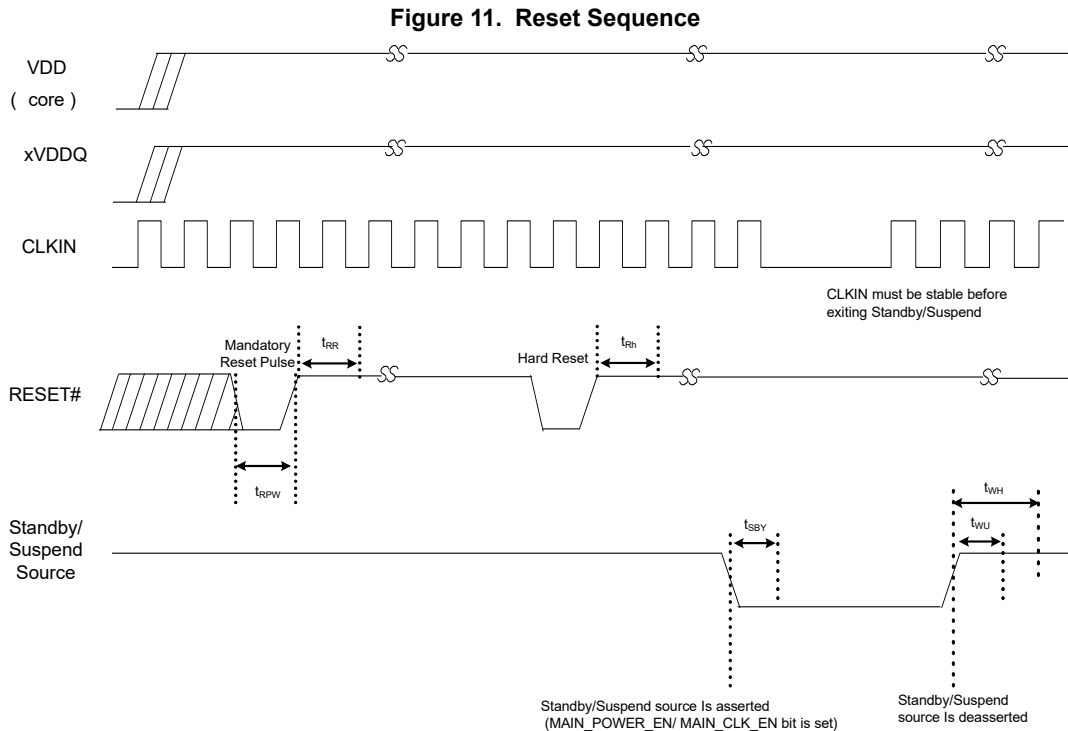 Figure 11. Reset Sequence
VDD
( core )
xVDDQ
CLKIN
CLKIN must be stable before
exiting Standby/Suspend
Mandatory
Reset Pulse
tRR
Hard Reset
tRh
RESET#
tRPW
tWH
tSBY
tWU
Standby/
Suspend
Source
Standby/Suspend source Is asserted
(MAIN_POWER_EN/ MAIN_CLK_EN bit is set)
Standby/Suspend
source Is deasserted